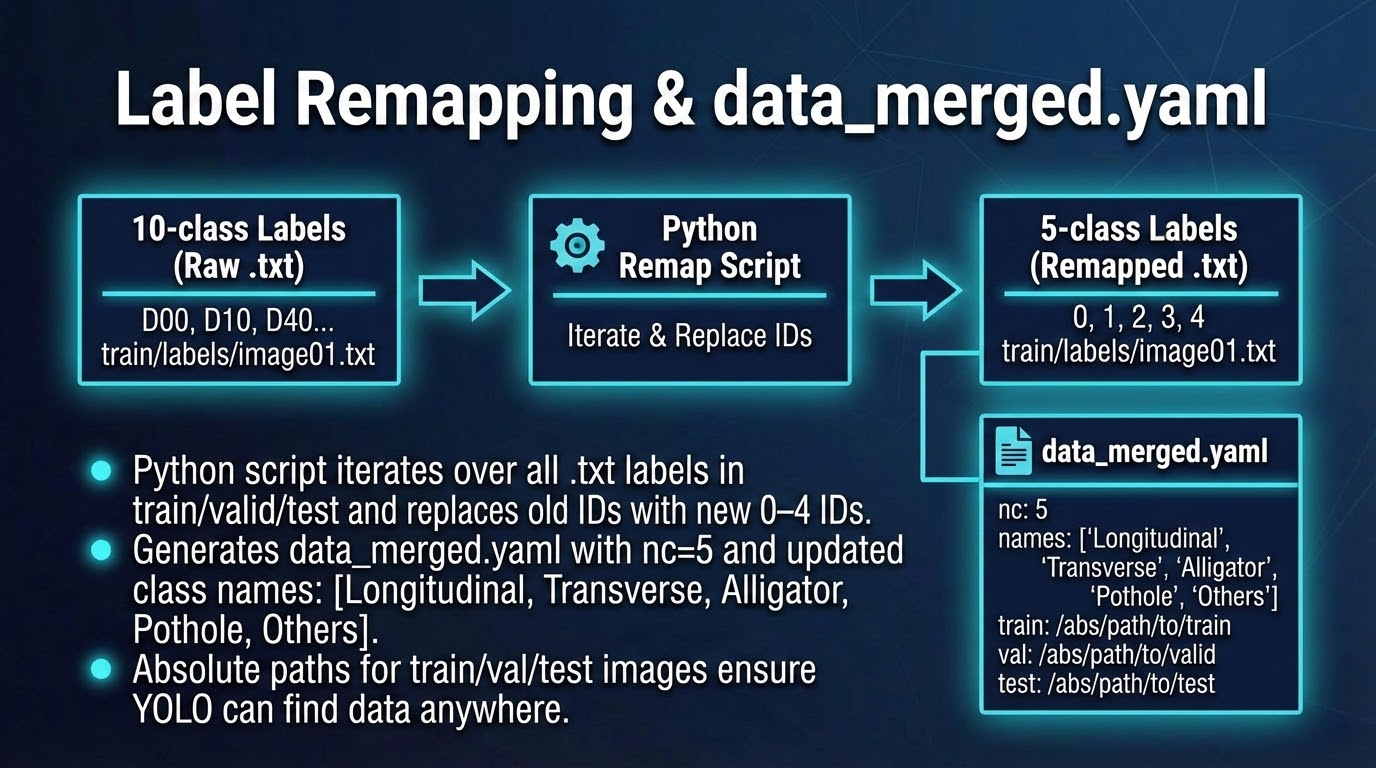 Label Remapping & data_merged.yaml
10-class Labels
(Raw .txt)
D00, D10, D40...
train/labels/image01.txt
Python
Remap Script
Iterate & Replace IDs
5-class Labels
(Remapped .txt)
0, 1, 2, 3, 4
train/labels/image01.txt
Python script iterates over all .txt labels in
train/valid/test and replaces old IDs with new 0–4 IDs.
Generates data_merged.yaml with nc=5 and updated
class names: [Longitudinal, Transverse, Alligator,
Pothole, Others].
Absolute paths for train/val/test images ensure
YOLO can find data anywhere.
data_merged.yaml
nc: 5
names: [‘Longitudinal’,
‘Transverse’, ‘Alligator’,
‘Pothole’, ‘Others’]
train: /abs/path/to/train
val: /abs/path/to/valid
test: /abs/path/to/test